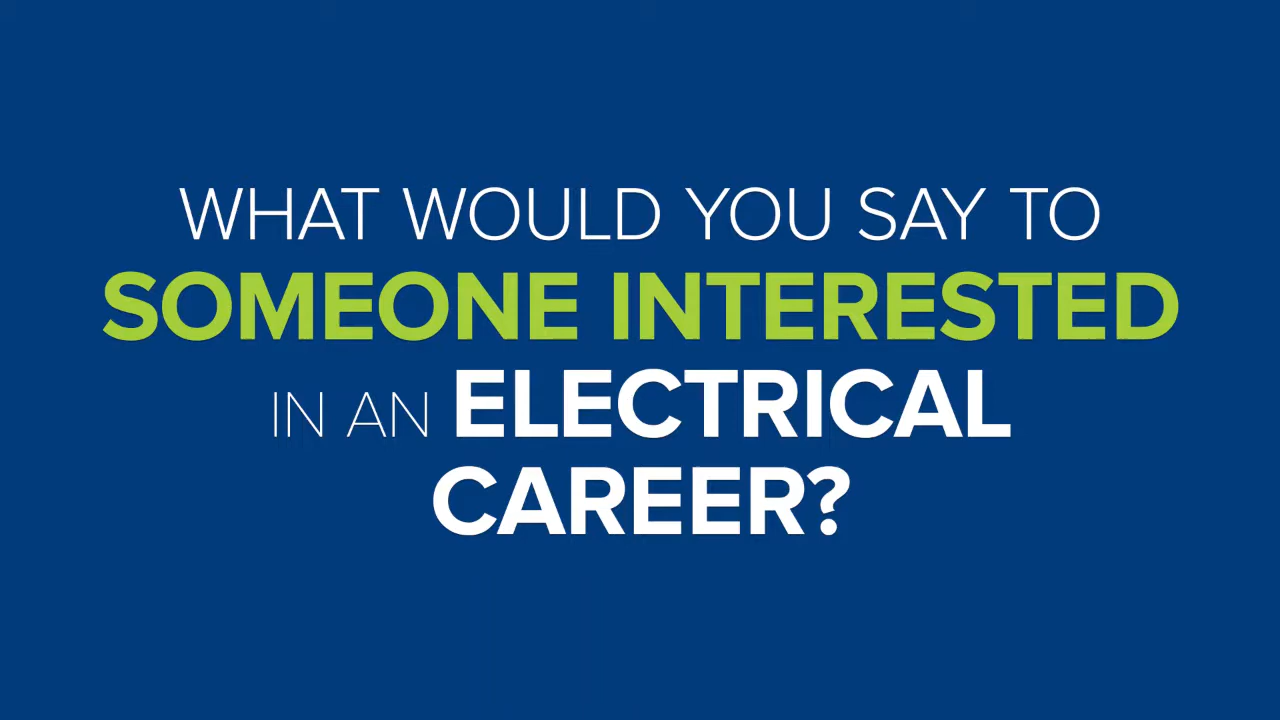 WHAT WOULD YOU SAY TO
SOMEONE INTERESTED
IN AN ELECTRICAL
CAREER?